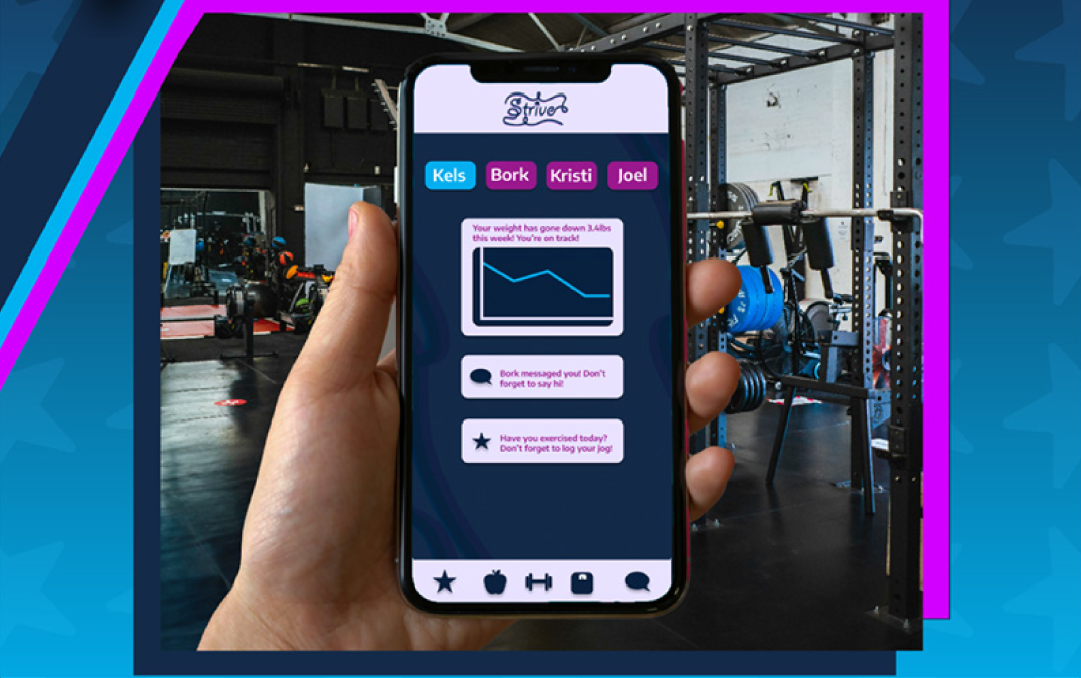 Strive
Kels Bork Kristi Joel
Your weight has gone down 3.4lbs
this week! You're on track!
Bork messaged you! Don't
forget to say hi!
Have you exercised today?
Don't forget to log your jog!